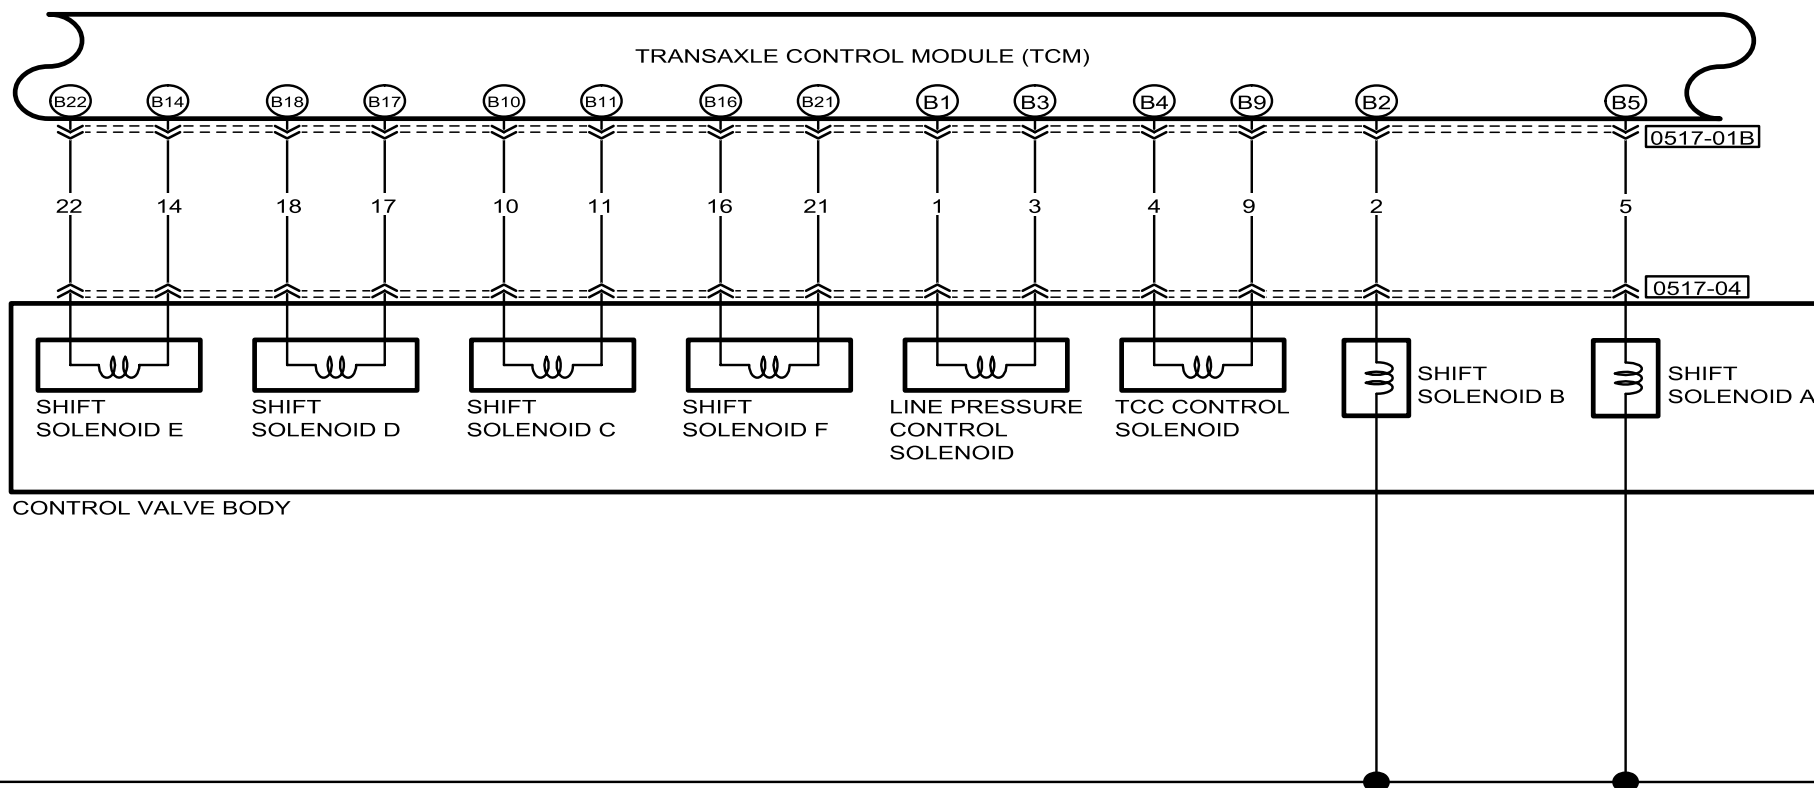 TRANSAXLE CONTROL MODULE (TCM)
B22 B14 B18 B17 B10 B11 B16 B21 B1 B3 B4 B9 B2 B5
0517-01B
22 14 18 17 10 11 16 21 1 3 4 9 2 5
0517-04
SHIFT
SOLENOID E
SHIFT
SOLENOID D
SHIFT
SOLENOID C
SHIFT
SOLENOID F
LINE PRESSURE
CONTROL
SOLENOID
TCC CONTROL
SOLENOID
SHIFT
SOLENOID B
SHIFT
SOLENOID A
CONTROL VALVE BODY